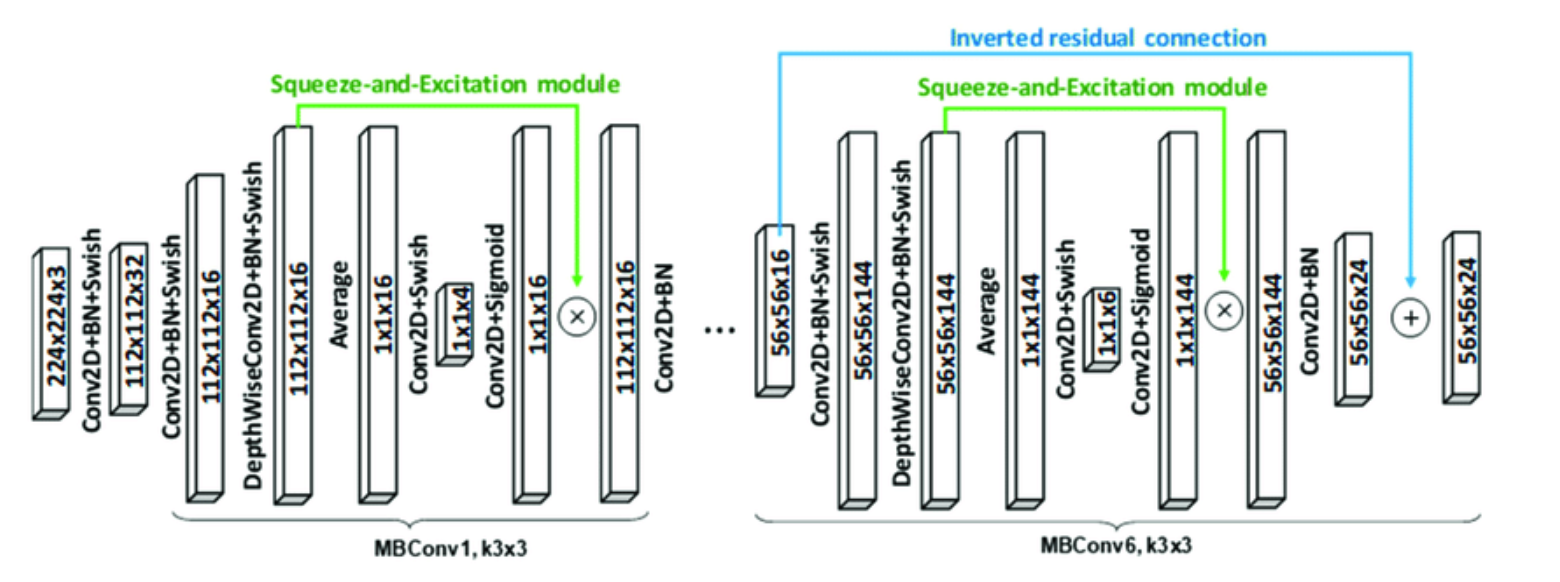 Inverted residual connection
Squeeze-and-Excitation module
Squeeze-and-Excitation module
224x224x3
Conv2D+BN+Swish
112x112x32
Conv2D+BN+Swish
112x112x16
DepthWiseConv2D+BN+Swish
112x112x16
Average
1x1x16
Conv2D+Swish
1x1x4
Conv2D+Sigmoid
1x1x16
×
112x112x16
Conv2D+BN
...
56x56x16
Conv2D+BN+Swish
56x56x144
DepthWiseConv2D+BN+Swish
56x56x144
Average
1x1x144
Conv2D+Swish
1x1x6
Conv2D+Sigmoid
1x1x144
×
56x56x144
Conv2D+BN
56x56x24
+
56x56x24
MBConv1, k3x3
MBConv6, k3x3